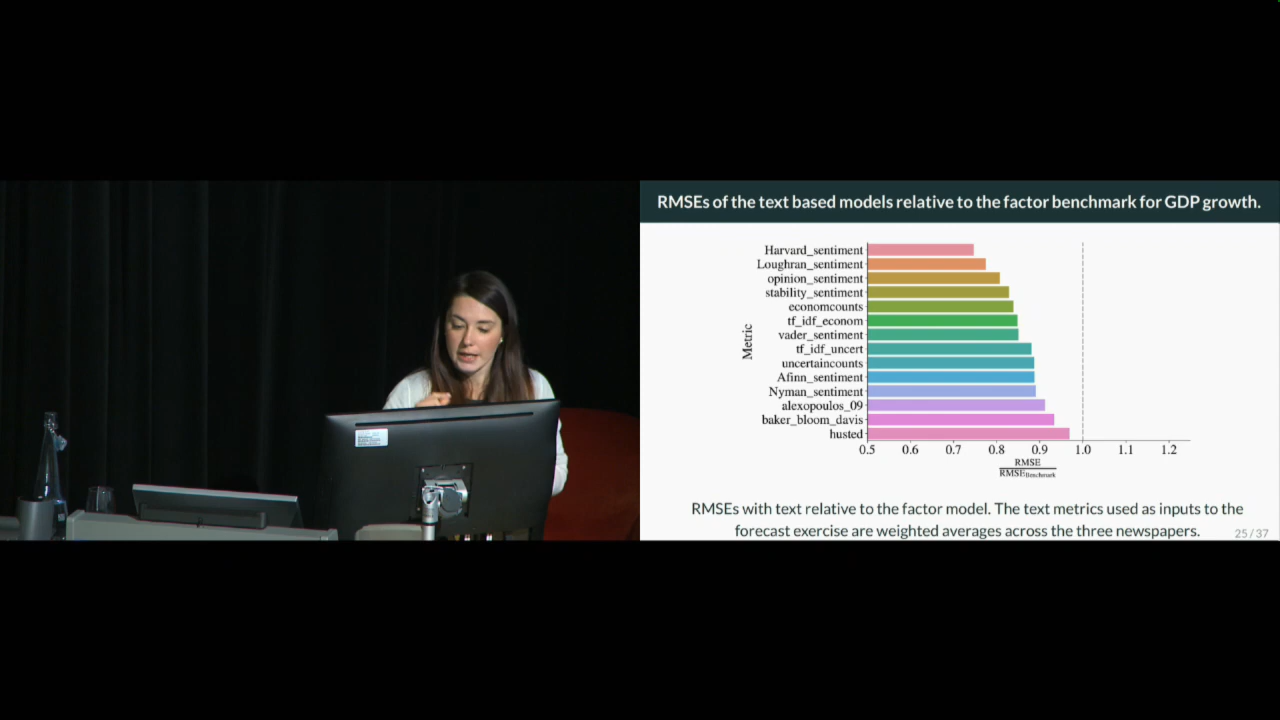 RMSEs of the text based models relative to the factor benchmark for GDP growth.
Harvard_sentiment
Loughran_sentiment
opinion_sentiment
stability_sentiment
economcounts
tf_idf_econom
vader_sentiment
tf_idf_uncert
uncertaincounts
Afinn_sentiment
Nyman_sentiment
alexopoulos_09
baker_bloom_davis
husted
Metric
0.5 0.6 0.7 0.8 0.9 1.0 1.1 1.2
RMSE
RMSE Benchmark
RMSEs with text relative to the factor model. The text metrics used as inputs to the
forecast exercise are weighted averages across the three newspapers.
25 / 37